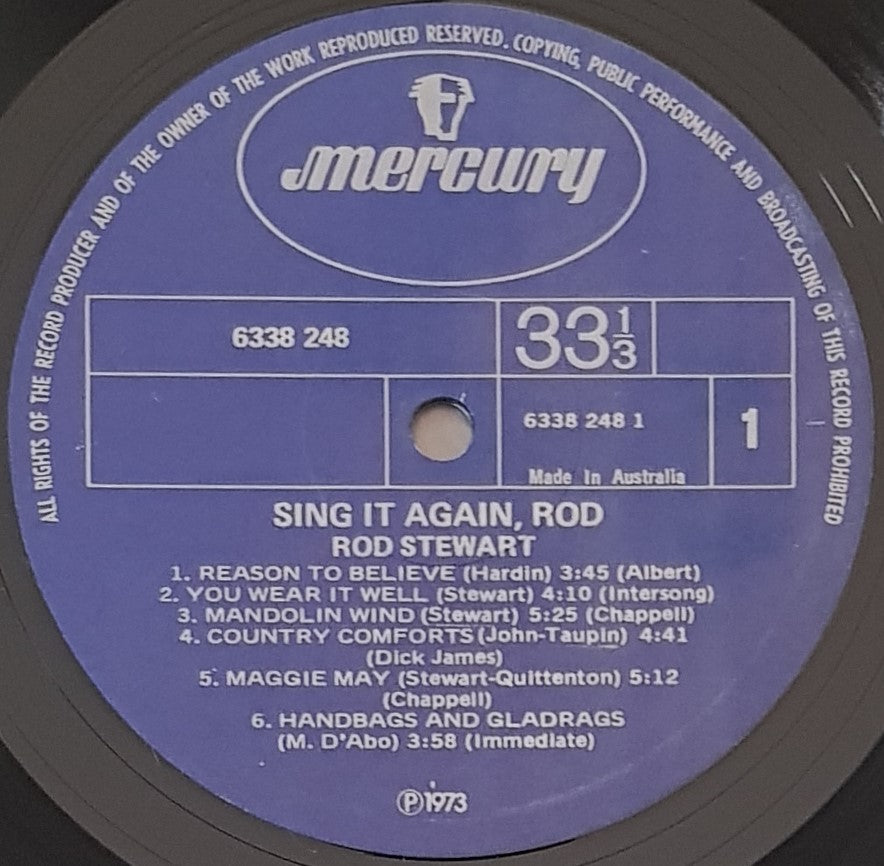 ALL RIGHTS OF THE RECORD PRODUCER AND OF THE OWNER OF THE WORK REPRODUCED RESERVED. COPYING, PUBLIC PERFORMANCE AND BROADCASTING OF THIS RECORD PROHIBITED
mercury
6338 248
33 1/3
6338 248 1
1
Made In Australia
SING IT AGAIN, ROD
ROD STEWART
1. REASON TO BELIEVE (Hardin) 3:45 (Albert)
2. YOU WEAR IT WELL (Stewart) 4:10 (Intersong)
3. MANDOLIN WIND (Stewart) 5:25 (Chappell)
4. COUNTRY COMFORTS (John-Taupin) 4:41
(Dick James)
5. MAGGIE MAY (Stewart-Quittenton) 5:12
(Chappell)
6. HANDBAGS AND GLADRAGS
(M. D'Abo) 3:58 (Immediate)
Ⓟ1973